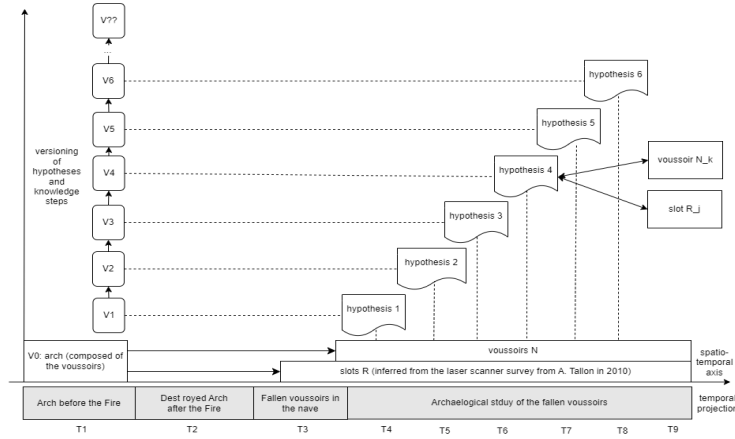 V??
...
V6
hypothesis 6
V5
hypothesis 5
versioning
of
hypotheses
and
knowledge
steps
V4
hypothesis 4
voussoir N_k
slot R_j
V3
hypothesis 3
V2
hypothesis 2
V1
hypothesis 1
V0: arch (composed of
the voussoirs)
voussoirs N
slots R (inferred from the laser scanner survey from A. Tallon in 2010)
spatio-
temporal
axis
Arch before the Fire
Dest royed Arch
after the Fire
Fallen voussoirs in
the nave
Archaelogical stduy of the fallen voussoirs
temporal
projection
T1
T2
T3
T4
T5
T6
T7
T8
T9